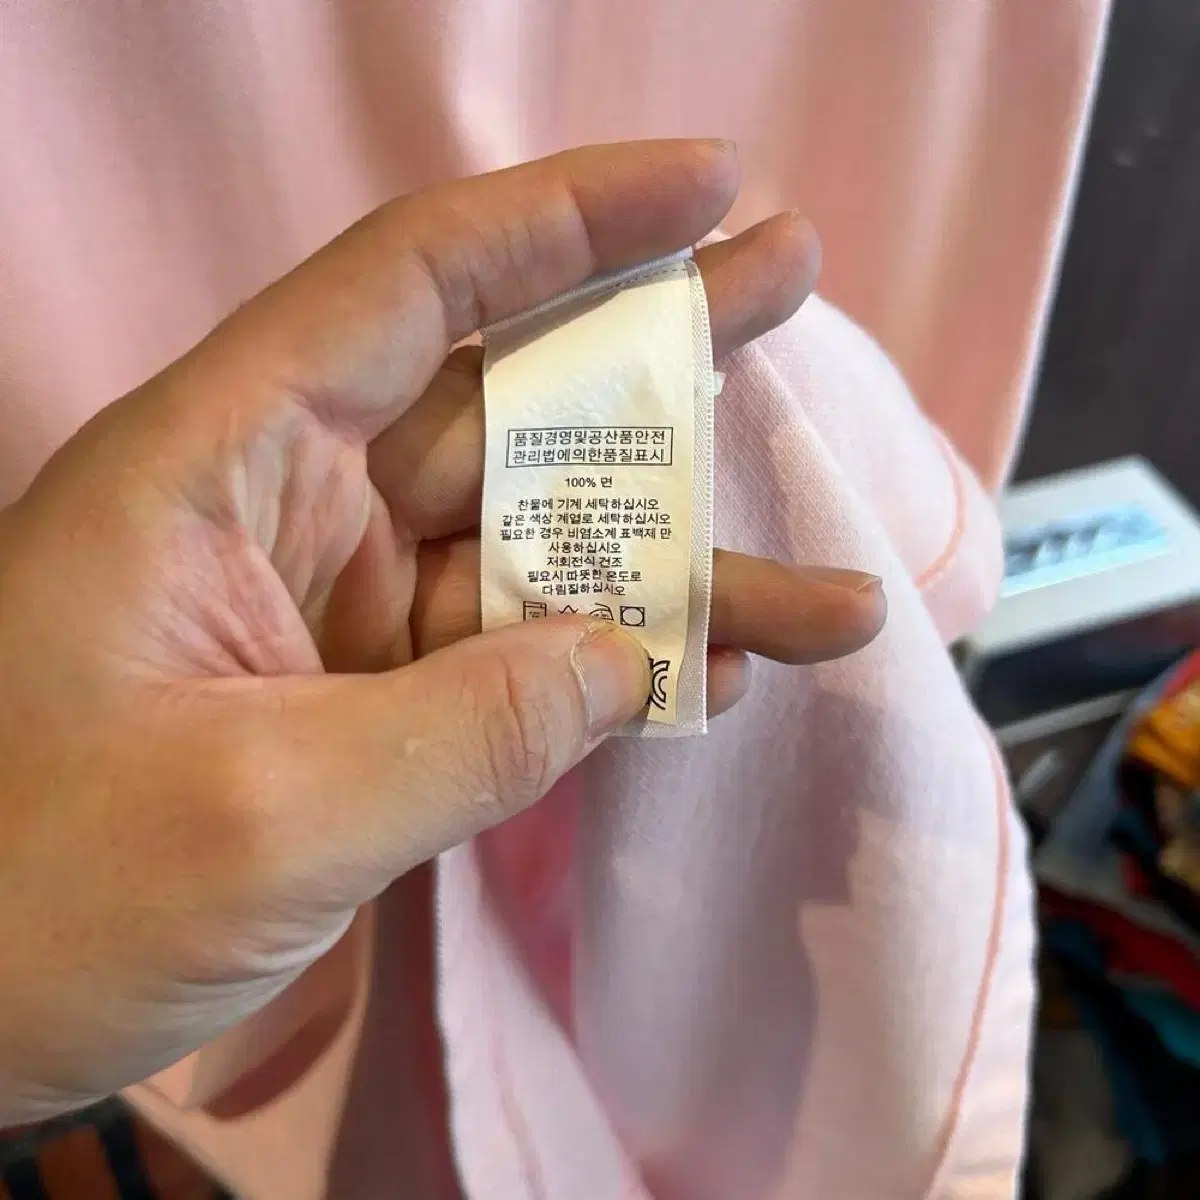 품질경영및공산품안전
관리법에의한품질표시
100% 면
찬물에 기계 세탁하십시오
같은 색상 계열로 세탁하십시오
필요한 경우 비염소계 표백제 만
사용하십시오
저회전식 건조
필요시 따뜻한 온도로
다림질하십시오